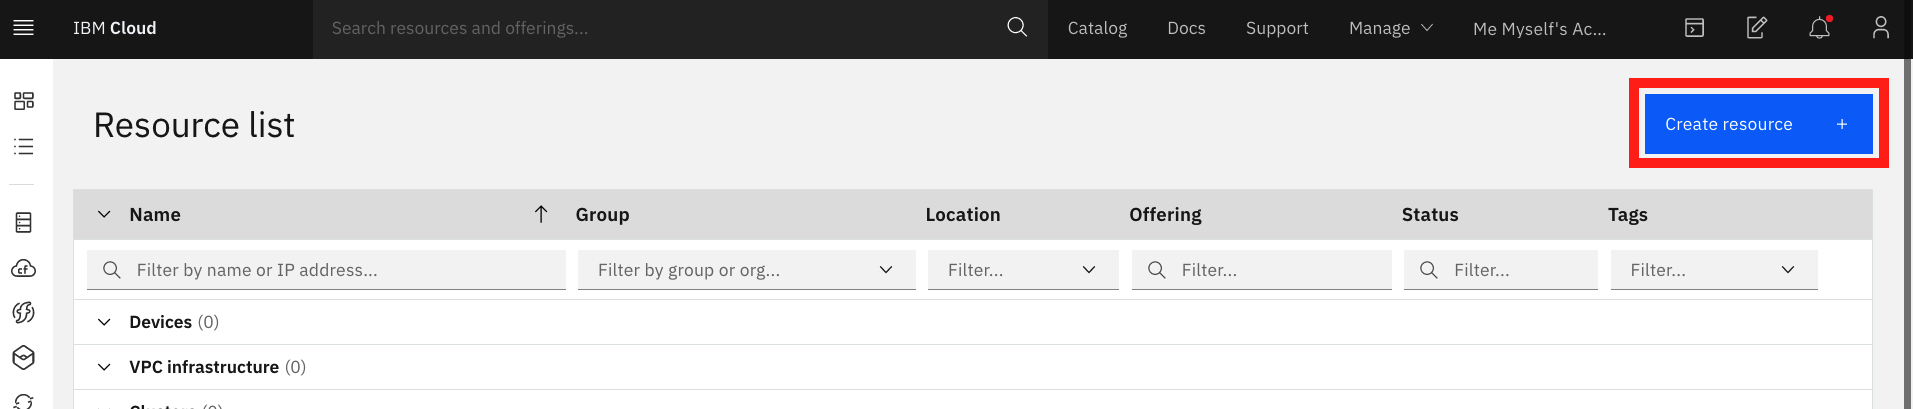 IBM Cloud Search resources and offerings... Catalog Docs Support Manage Me Myself's Ac...
Resource list
Create resource +
Name Group Location Offering Status Tags
Filter by name or IP address... Filter by group or org... Filter... Filter... Filter... Filter...
Devices (0)
VPC infrastructure (0)
Clusters (0)